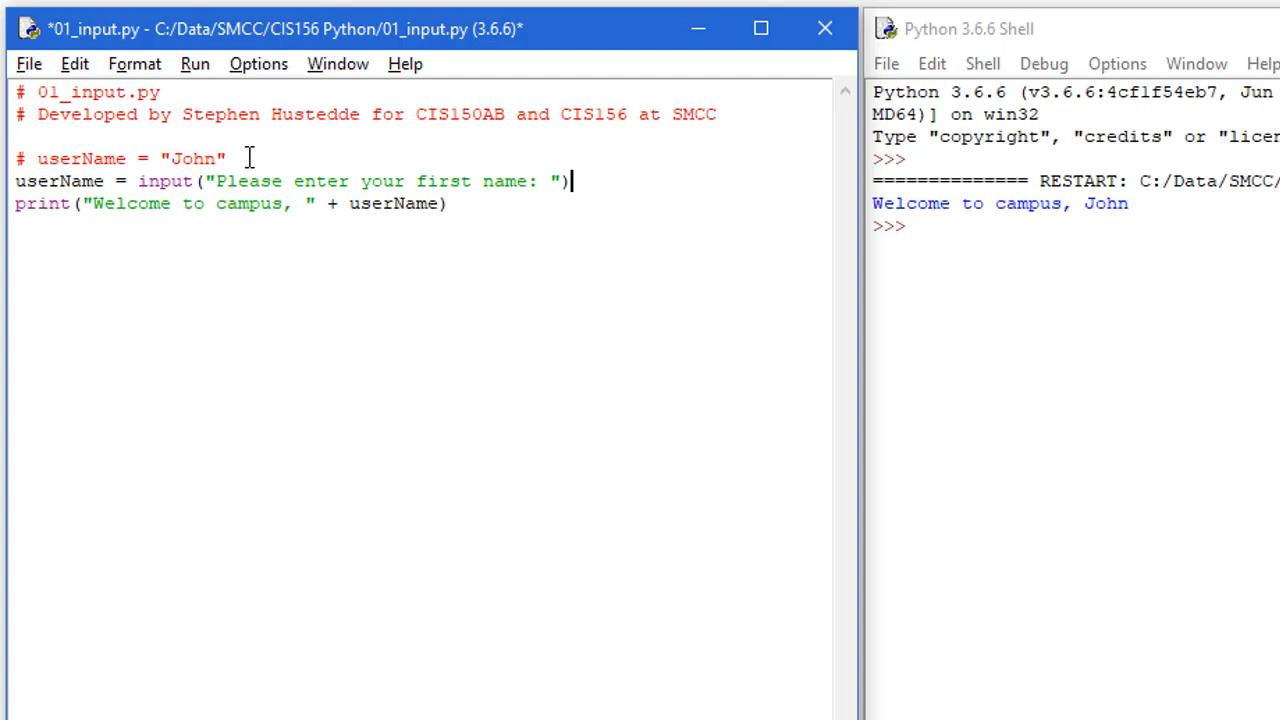 *01_input.py - C:/Data/SMCC/CIS156 Python/01_input.py (3.6.6)*
File Edit Format Run Options Window Help
# 01_input.py
# Developed by Stephen Hustedde for CIS150AB and CIS156 at SMCC
# userName = "John"
userName = input("Please enter your first name: ")
print("Welcome to campus, " + userName)
Python 3.6.6 Shell
File Edit Shell Debug Options Window Help
Python 3.6.6 (v3.6.6:4cf1f54eb7, Jun
MD64)] on win32
Type "copyright", "credits" or "licen
>>>
============== RESTART: C:/Data/SMCC/
Welcome to campus, John
>>>